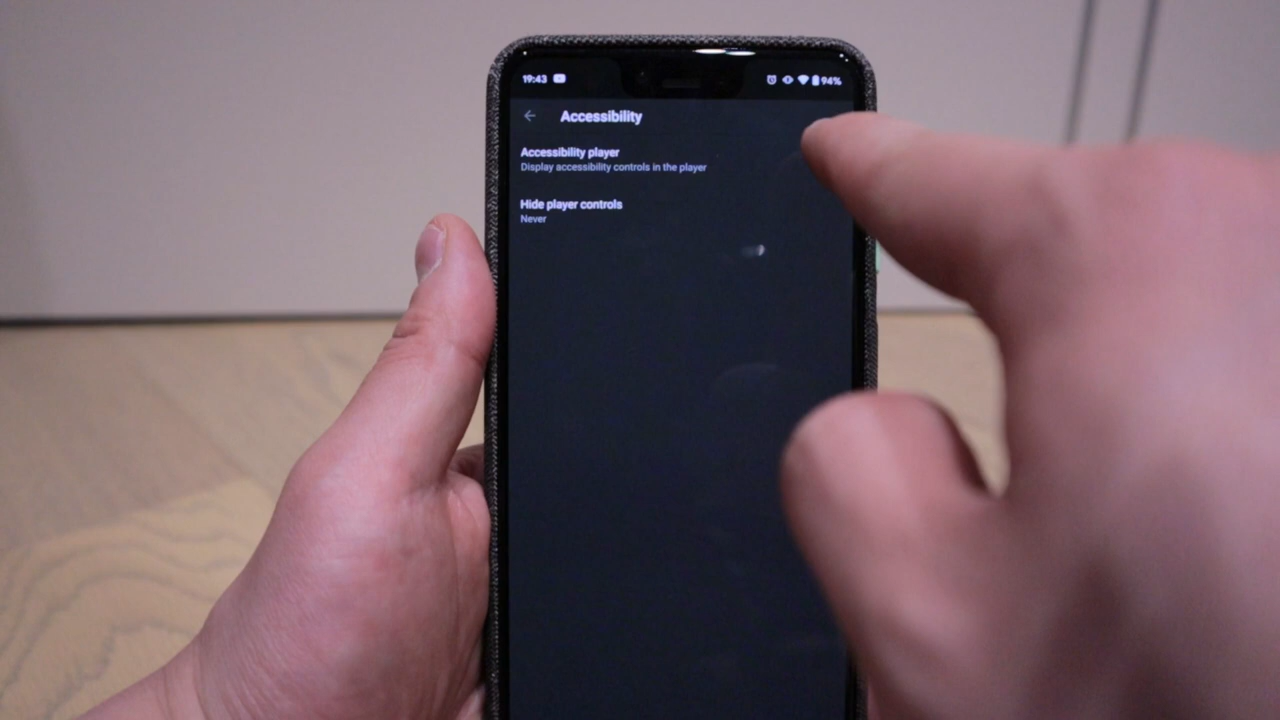 19:43 94%
Accessibility
Accessibility player
Display accessibility controls in the player
Hide player controls
Never